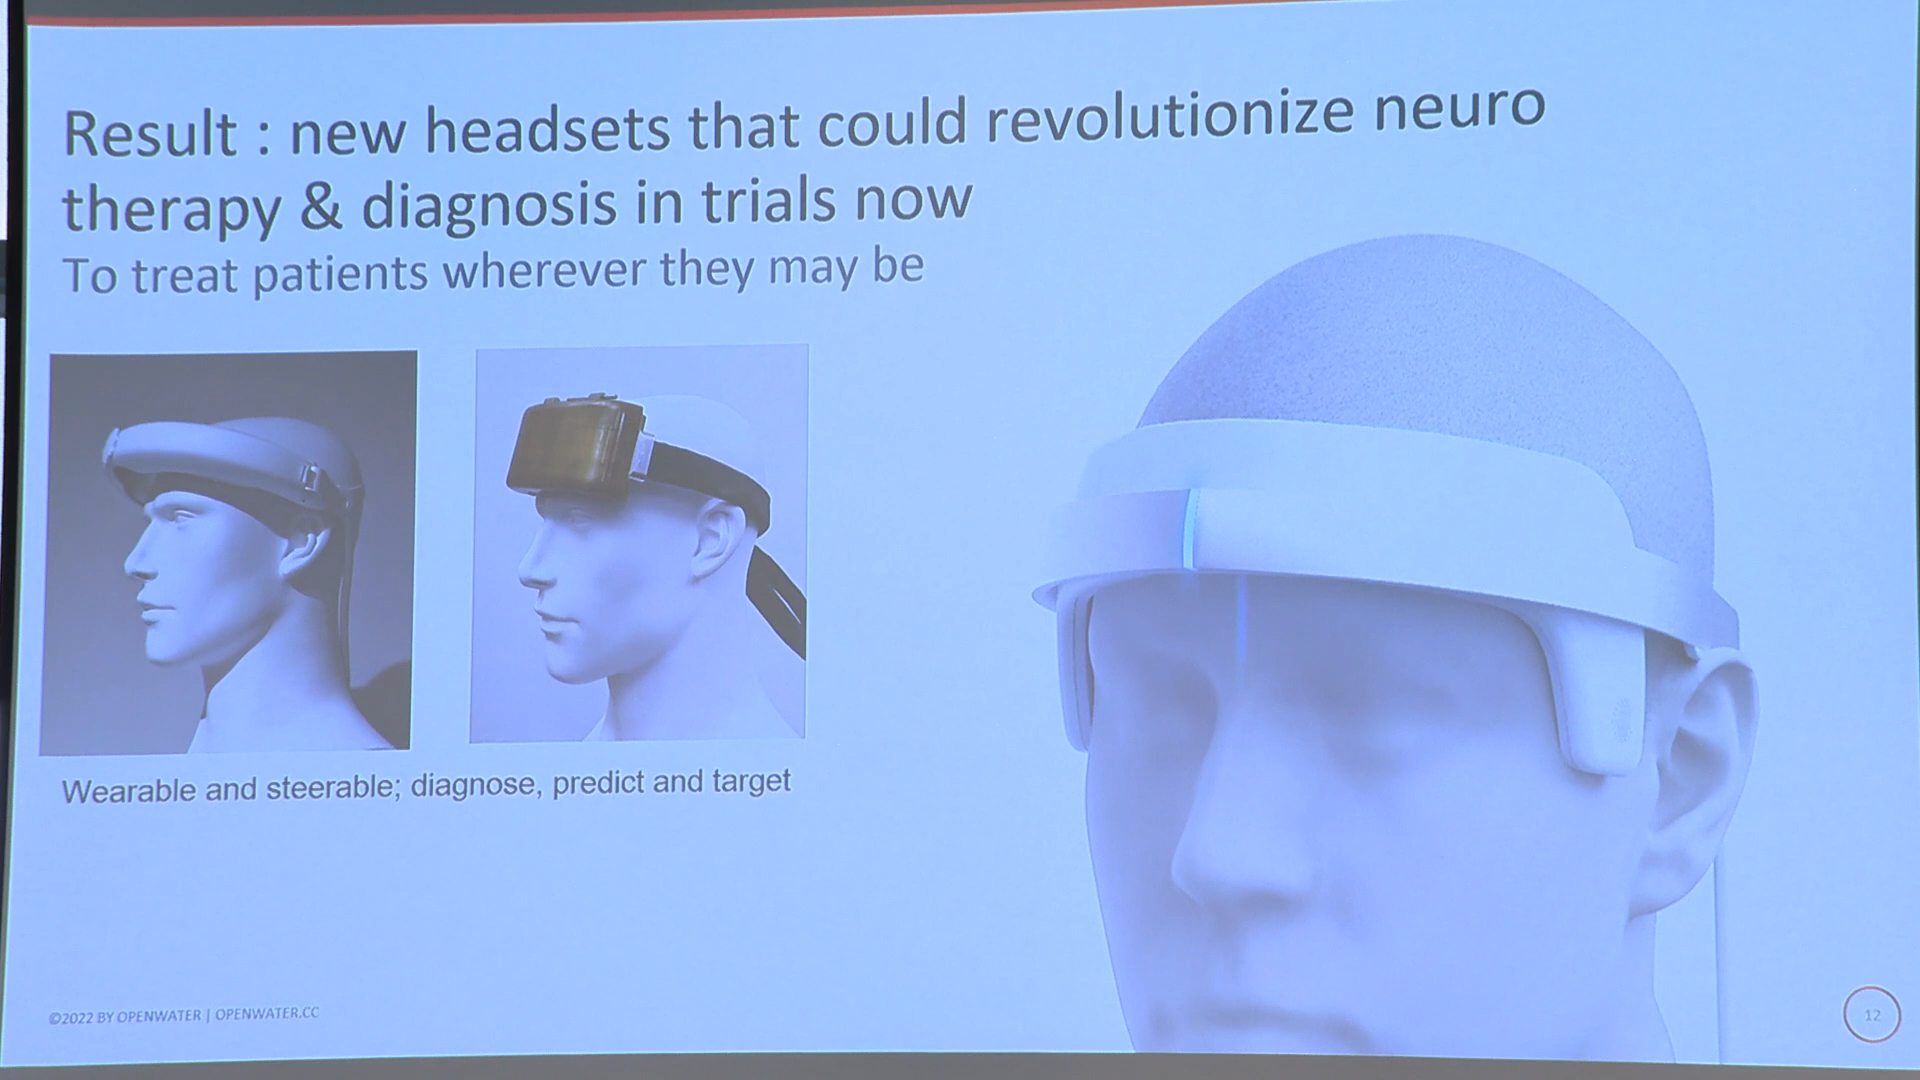 Result : new headsets that could revolutionize neuro
therapy & diagnosis in trials now
To treat patients wherever they may be
Wearable and steerable; diagnose, predict and target
©2022 BY OPENWATER | OPENWATER.CC
12